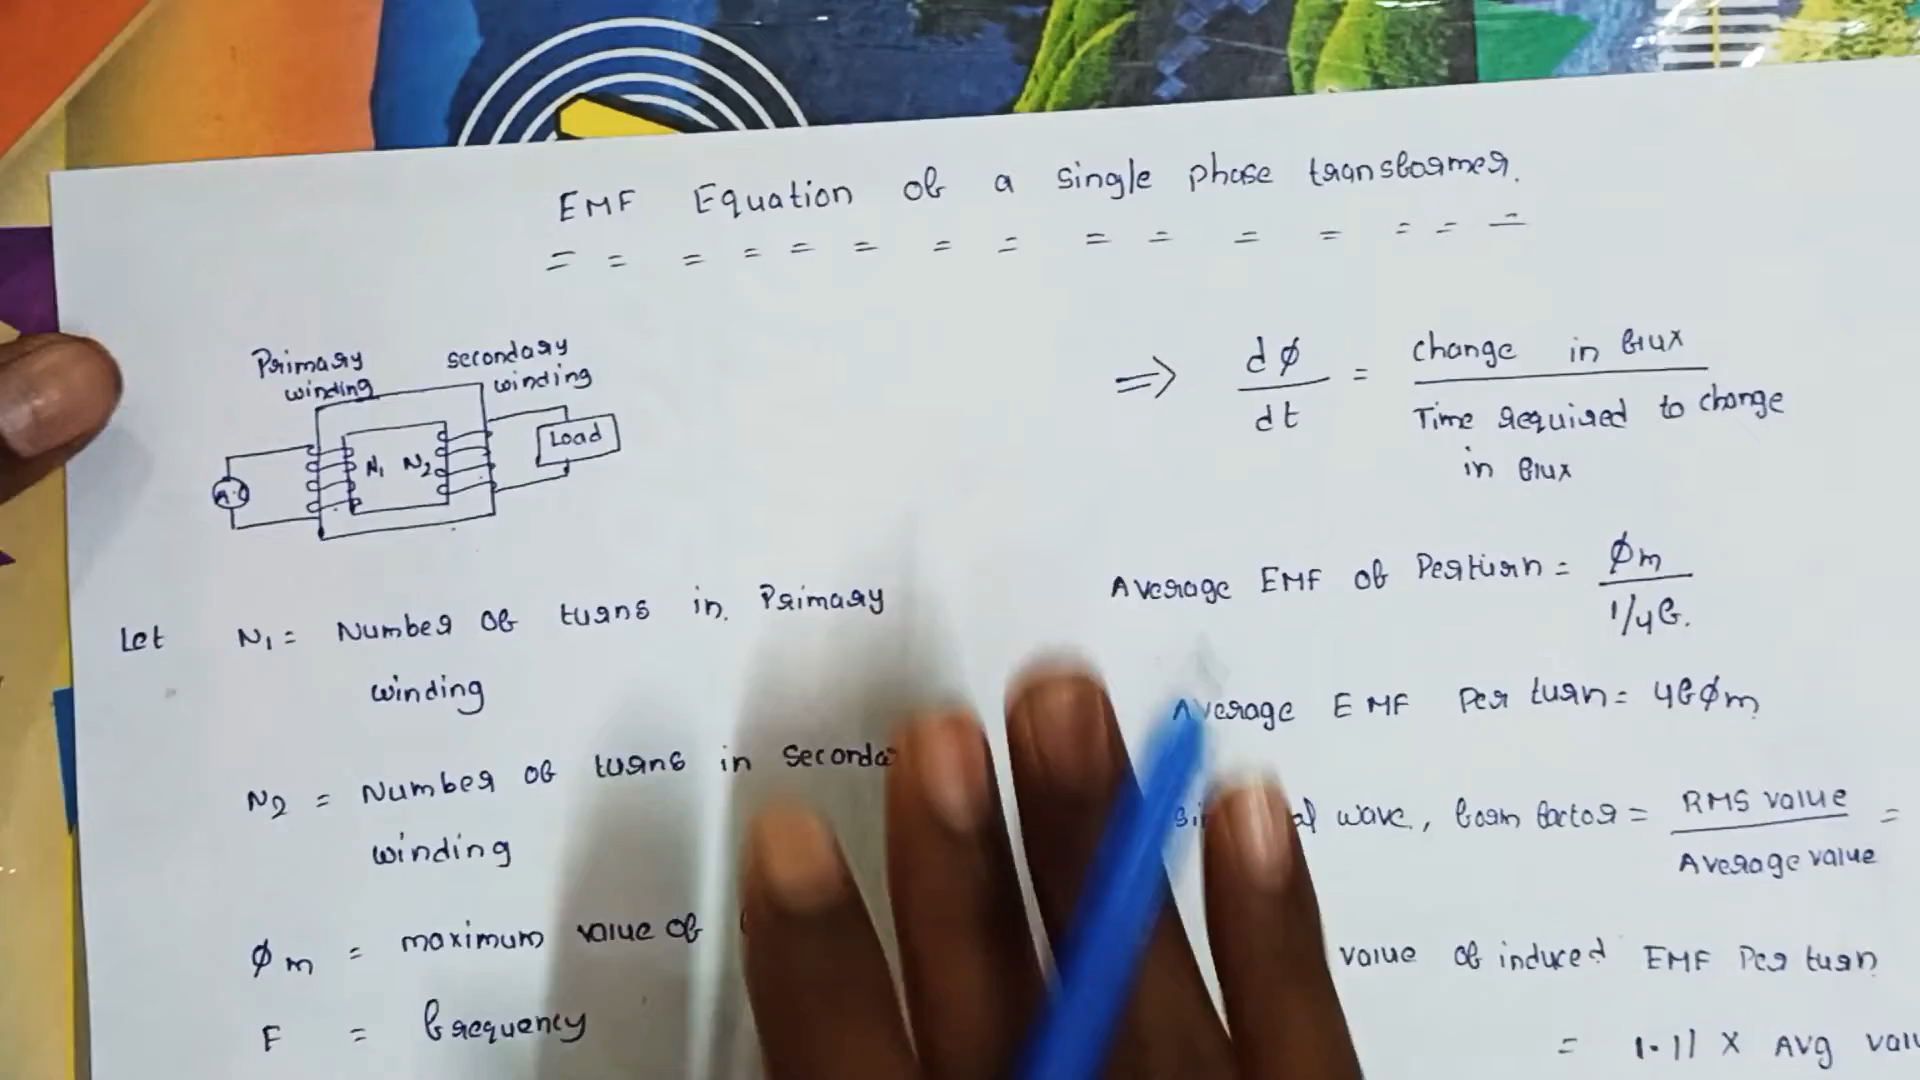 EMF Equation of a single phase transformer.
= = = = = = = = = = = = = = =
Primary
winding
secondary
winding
A.C
N1 N2
Load
Let N1 = Number of turns in Primary
winding
N2 = Number of turns in
winding
φm = maximum value of
F = frequency
⇒ dφ/dt = change in flux / Time required to change
in flux
Average EMF of Perturn = φm / 1/4f.
Average EMF Per turn = 4fφm
wave, form factor = RMS value / Average value =
value of induced EMF Per turn
= 1.11 × Avg